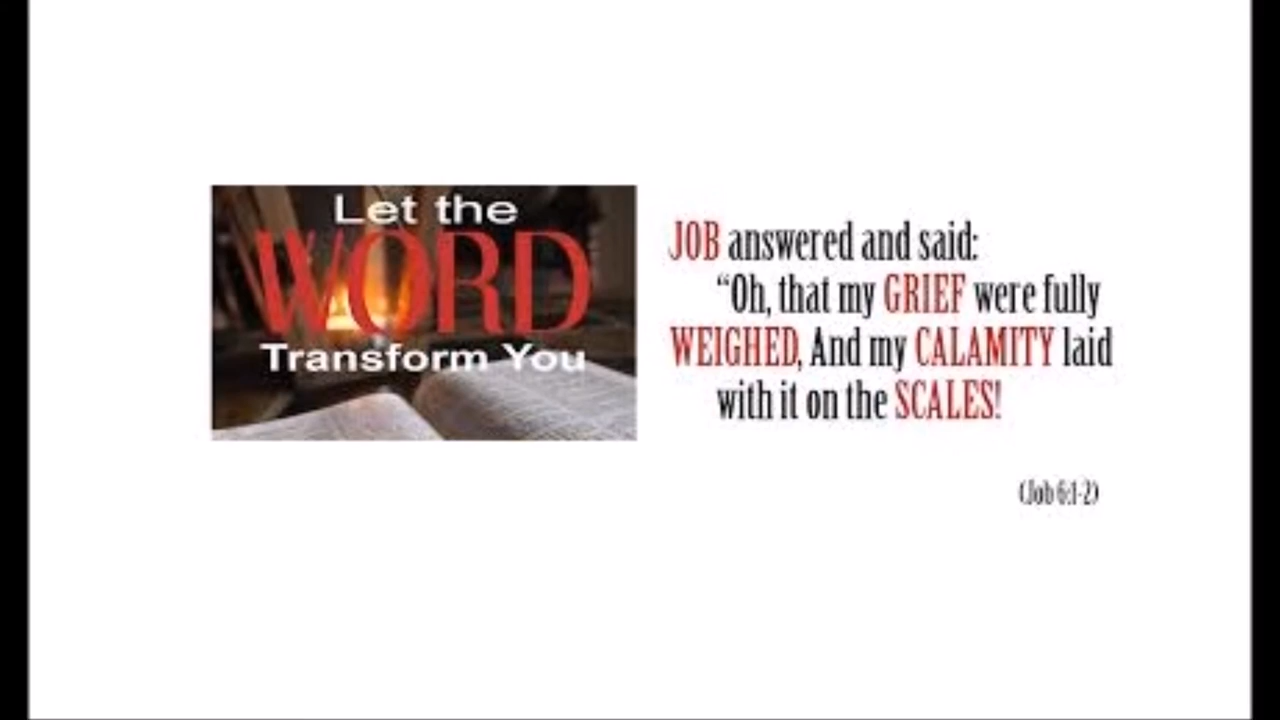 Let the
WORD
Transform You
JOB answered and said:
“Oh, that my GRIEF were fully
WEIGHED, And my CALAMITY laid
with it on the SCALES!
(Job 6:1-2)